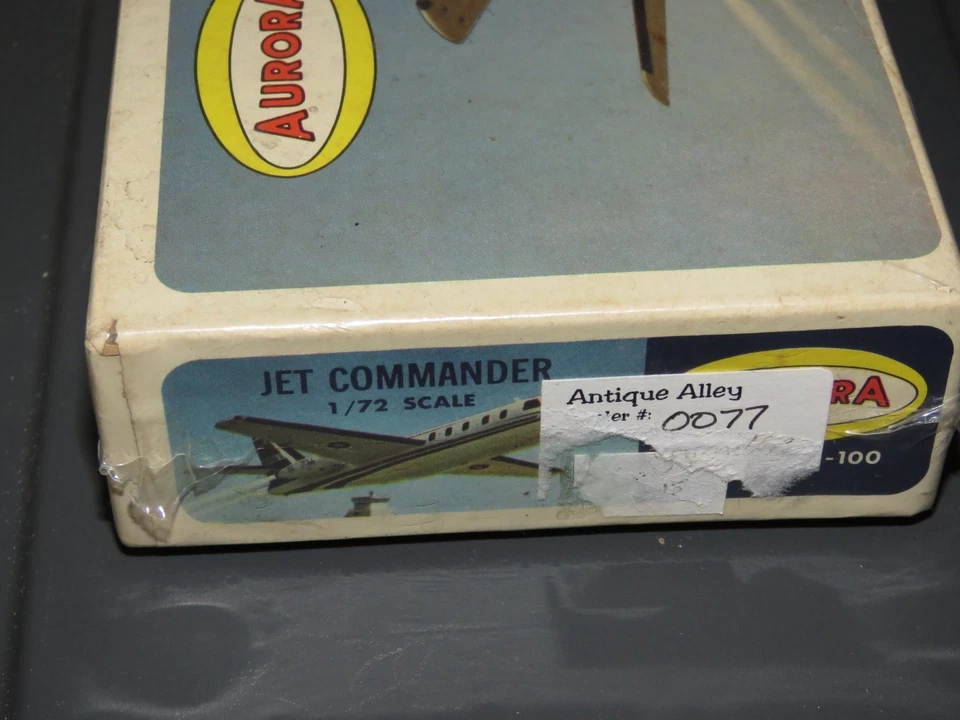 AURORA
JET COMMANDER
1/72 SCALE
Antique Alley
#: 0077
RA
-100